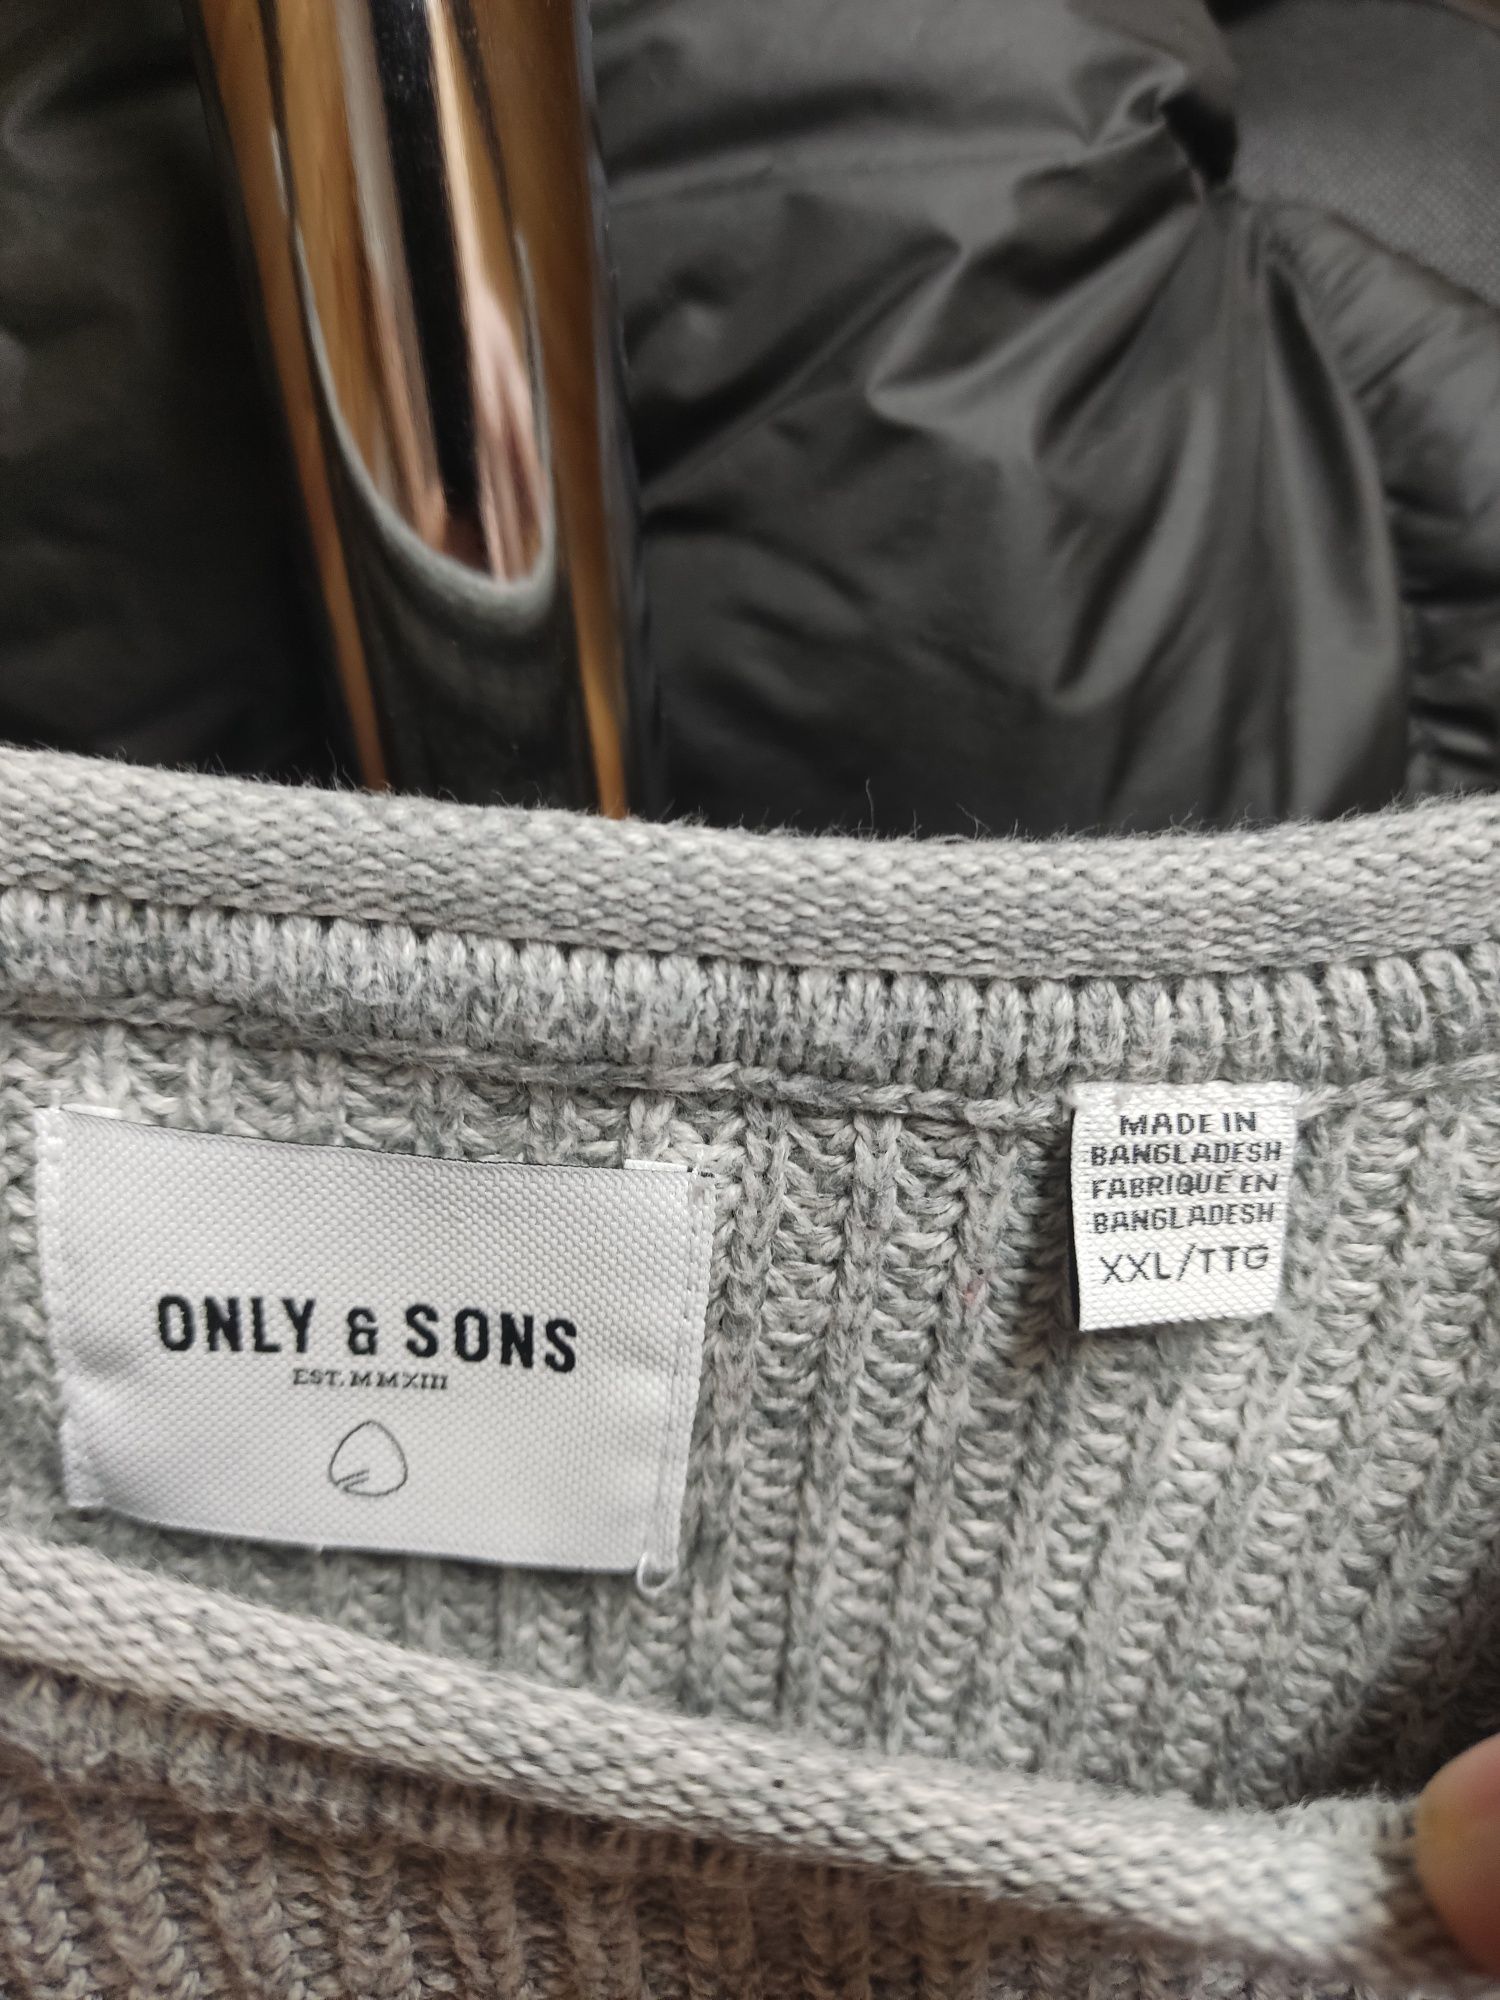 ONLY & SONS
EST. MMXIII
MADE IN
BANGLADESH
FABRIQUÉ EN
BANGLADESH
XXL/TTG